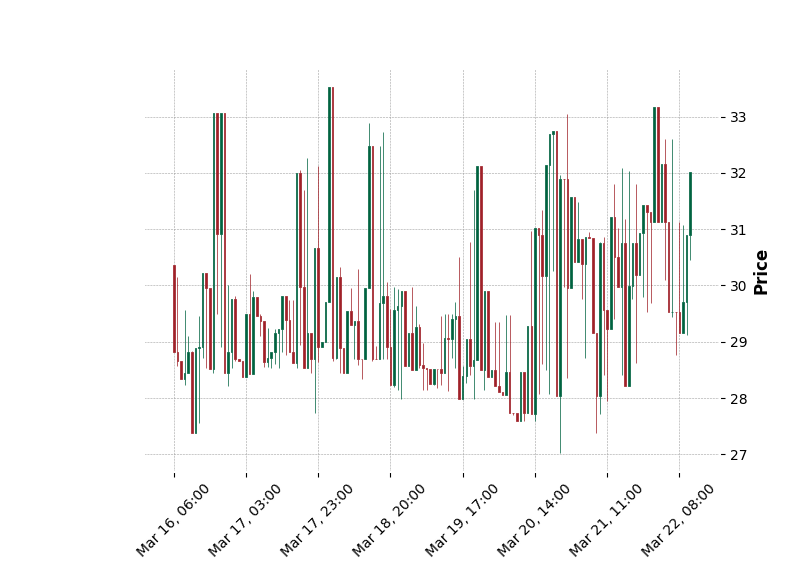 33
32
31
30
29
28
27
Price
Mar 16, 06:00
Mar 17, 03:00
Mar 17, 23:00
Mar 18, 20:00
Mar 19, 17:00
Mar 20, 14:00
Mar 21, 11:00
Mar 22, 08:00